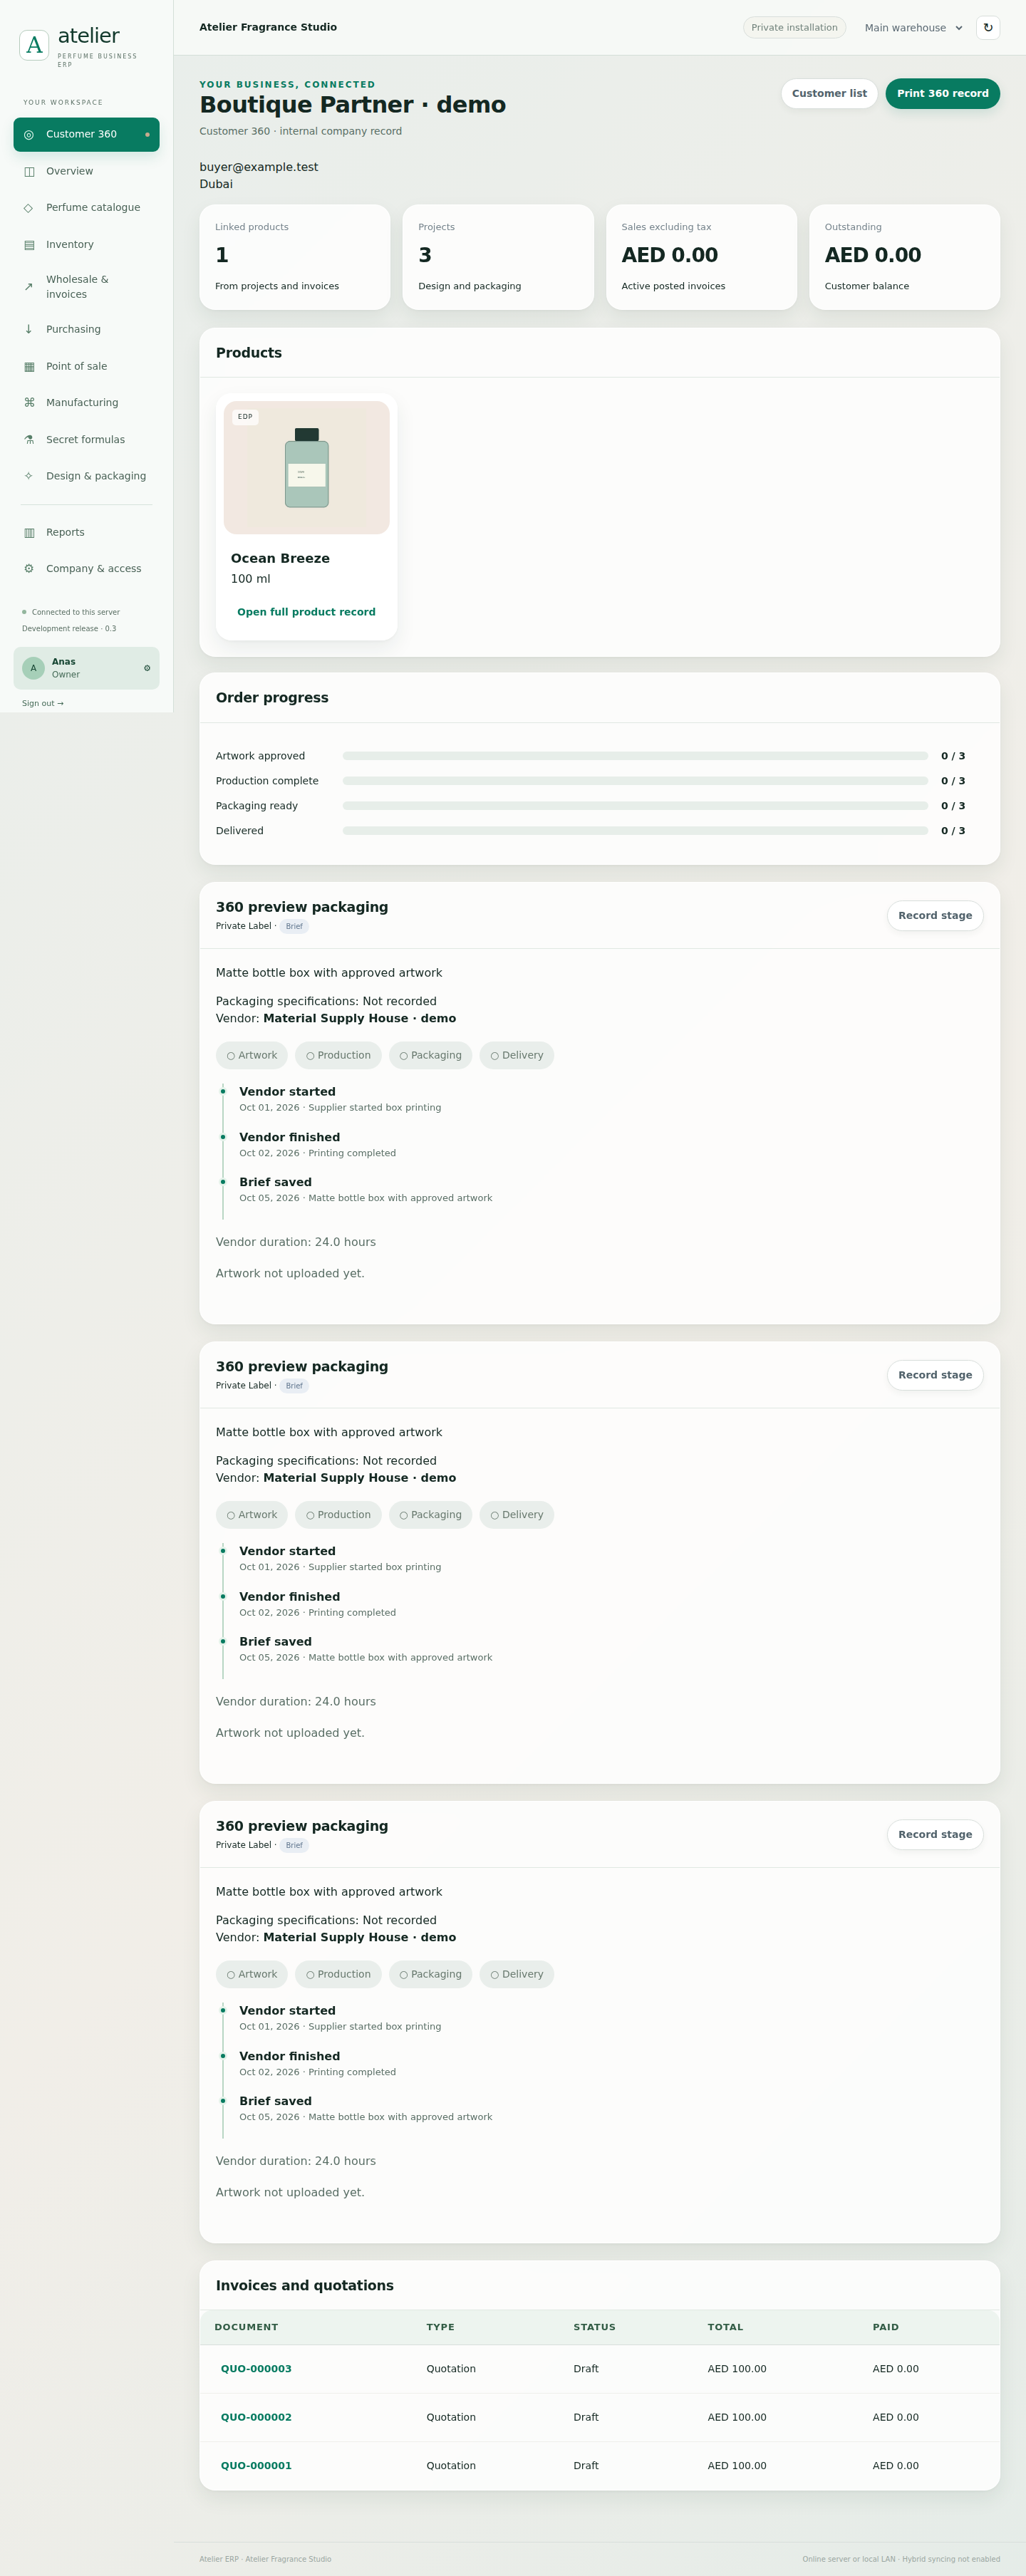 A
atelier
PERFUME BUSINESS
ERP
YOUR WORKSPACE
Customer 360
Overview
Perfume catalogue
Inventory
Wholesale &
invoices
Purchasing
Point of sale
Manufacturing
Secret formulas
Design & packaging
Reports
Company & access
Connected to this server
Development release · 0.3
A
Anas
Owner
Sign out →
Atelier Fragrance Studio
Private installation
Main warehouse
YOUR BUSINESS, CONNECTED
Boutique Partner · demo
Customer 360 · internal company record
Customer list
Print 360 record
buyer@example.test
Dubai
Linked products
1
From projects and invoices
Projects
3
Design and packaging
Sales excluding tax
AED 0.00
Active posted invoices
Outstanding
AED 0.00
Customer balance
Products
EDP
Ocean Breeze
100 ml
Open full product record
Order progress
Artwork approved 0 / 3
Production complete 0 / 3
Packaging ready 0 / 3
Delivered 0 / 3
360 preview packaging
Private Label · Brief
Record stage
Matte bottle box with approved artwork
Packaging specifications: Not recorded
Vendor: Material Supply House · demo
○ Artwork ○ Production ○ Packaging ○ Delivery
Vendor started
Oct 01, 2026 · Supplier started box printing
Vendor finished
Oct 02, 2026 · Printing completed
Brief saved
Oct 05, 2026 · Matte bottle box with approved artwork
Vendor duration: 24.0 hours
Artwork not uploaded yet.
360 preview packaging
Private Label · Brief
Record stage
Matte bottle box with approved artwork
Packaging specifications: Not recorded
Vendor: Material Supply House · demo
○ Artwork ○ Production ○ Packaging ○ Delivery
Vendor started
Oct 01, 2026 · Supplier started box printing
Vendor finished
Oct 02, 2026 · Printing completed
Brief saved
Oct 05, 2026 · Matte bottle box with approved artwork
Vendor duration: 24.0 hours
Artwork not uploaded yet.
360 preview packaging
Private Label · Brief
Record stage
Matte bottle box with approved artwork
Packaging specifications: Not recorded
Vendor: Material Supply House · demo
○ Artwork ○ Production ○ Packaging ○ Delivery
Vendor started
Oct 01, 2026 · Supplier started box printing
Vendor finished
Oct 02, 2026 · Printing completed
Brief saved
Oct 05, 2026 · Matte bottle box with approved artwork
Vendor duration: 24.0 hours
Artwork not uploaded yet.
Invoices and quotations
DOCUMENT TYPE STATUS TOTAL PAID
QUO-000003 Quotation Draft AED 100.00 AED 0.00
QUO-000002 Quotation Draft AED 100.00 AED 0.00
QUO-000001 Quotation Draft AED 100.00 AED 0.00
Atelier ERP · Atelier Fragrance Studio
Online server or local LAN · Hybrid syncing not enabled